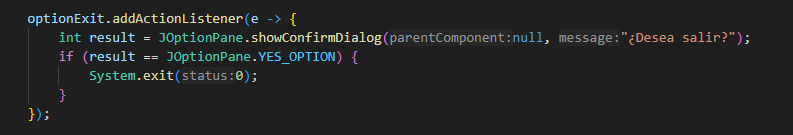 optionExit.addActionListener(e -> {
int result = JOptionPane.showConfirmDialog(parentComponent:null, message:"¿Desea salir?");
if (result == JOptionPane.YES_OPTION) {
System.exit(status:0);
}
});